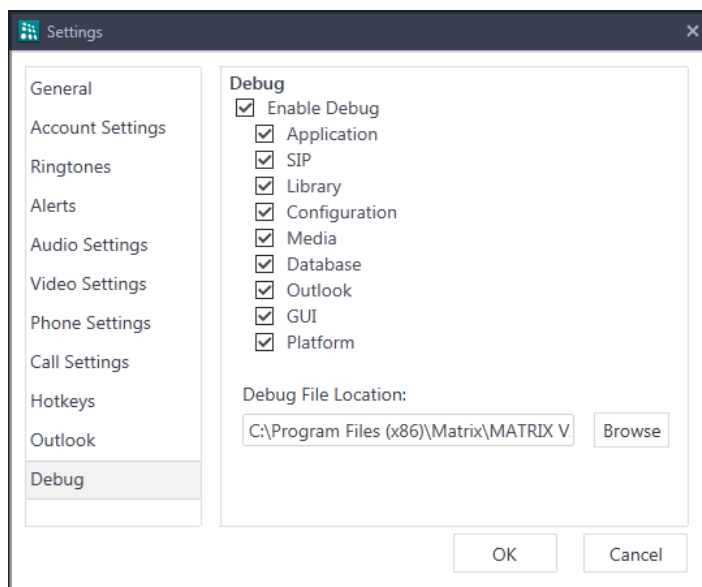 Settings
General
Account Settings
Ringtones
Alerts
Audio Settings
Video Settings
Phone Settings
Call Settings
Hotkeys
Outlook
Debug
Debug
Enable Debug
Application
SIP
Library
Configuration
Media
Database
Outlook
GUI
Platform
Debug File Location:
C:\Program Files (x86)\Matrix\MATRIX V
Browse
OK
Cancel